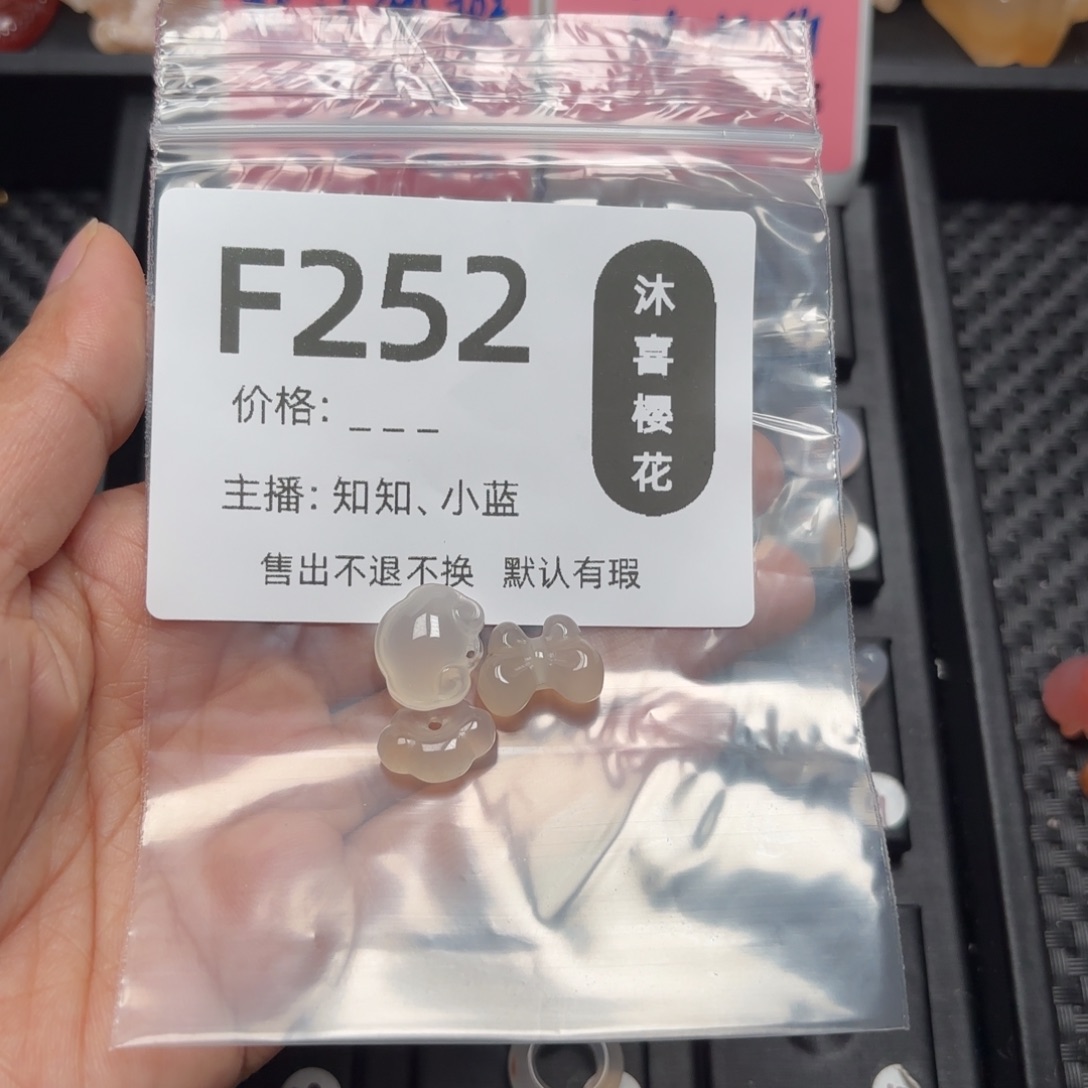 F252
价格: _ _ _
主播: 知知、小蓝
售出不退不换 默认有瑕
沐喜樱花